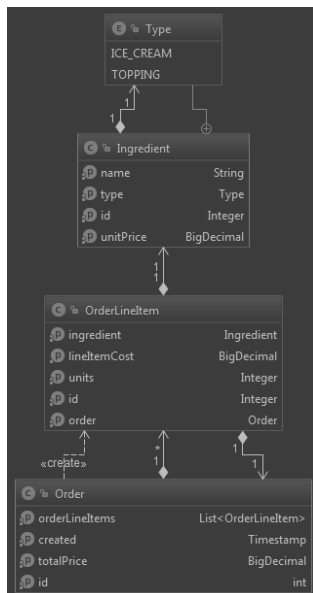 E Type
ICE_CREAM
TOPPING
1
1
C Ingredient
p name String
p type Type
p id Integer
p unitPrice BigDecimal
1
1
C OrderLineItem
p ingredient Ingredient
p lineItemCost BigDecimal
p units Integer
p id Integer
p order Order
* 1
«create»
1 1
C Order
p orderLineItems List<OrderLineItem>
p created Timestamp
p totalPrice BigDecimal
p id int